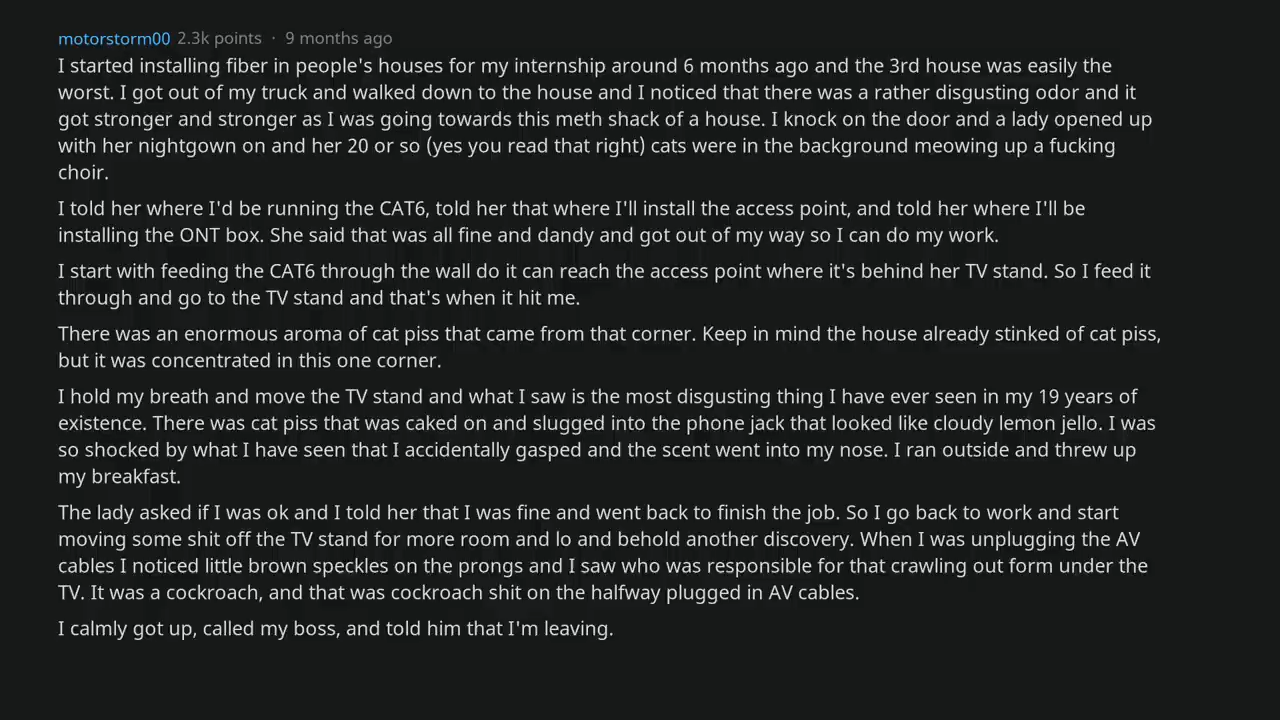 motorstorm00 2.3k points · 9 months ago
I started installing fiber in people's houses for my internship around 6 months ago and the 3rd house was easily the
worst. I got out of my truck and walked down to the house and I noticed that there was a rather disgusting odor and it
got stronger and stronger as I was going towards this meth shack of a house. I knock on the door and a lady opened up
with her nightgown on and her 20 or so (yes you read that right) cats were in the background meowing up a fucking
choir.
I told her where I'd be running the CAT6, told her that where I'll install the access point, and told her where I'll be
installing the ONT box. She said that was all fine and dandy and got out of my way so I can do my work.
I start with feeding the CAT6 through the wall do it can reach the access point where it's behind her TV stand. So I feed it
through and go to the TV stand and that's when it hit me.
There was an enormous aroma of cat piss that came from that corner. Keep in mind the house already stinked of cat piss,
but it was concentrated in this one corner.
I hold my breath and move the TV stand and what I saw is the most disgusting thing I have ever seen in my 19 years of
existence. There was cat piss that was caked on and slugged into the phone jack that looked like cloudy lemon jello. I was
so shocked by what I have seen that I accidentally gasped and the scent went into my nose. I ran outside and threw up
my breakfast.
The lady asked if I was ok and I told her that I was fine and went back to finish the job. So I go back to work and start
moving some shit off the TV stand for more room and lo and behold another discovery. When I was unplugging the AV
cables I noticed little brown speckles on the prongs and I saw who was responsible for that crawling out form under the
TV. It was a cockroach, and that was cockroach shit on the halfway plugged in AV cables.
I calmly got up, called my boss, and told him that I'm leaving.